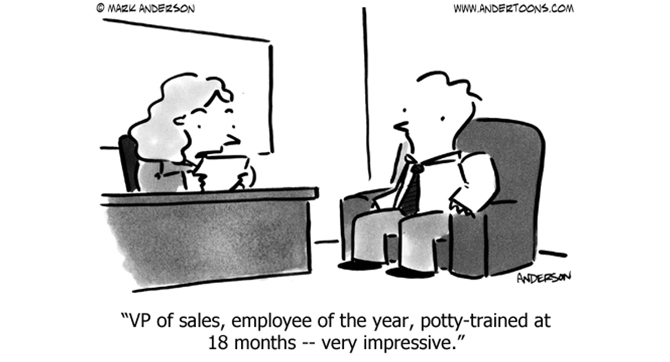 © MARK ANDERSON
WWW.ANDERTOONS.COM
ANDERSON
"VP of sales, employee of the year, potty-trained at
18 months -- very impressive."